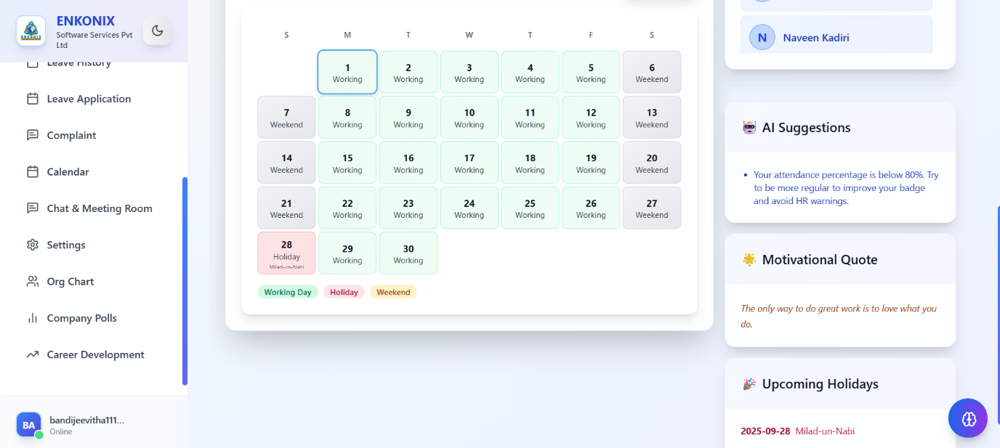 ENKONIX
Software Services Pvt
Ltd
Leave History
Leave Application
Complaint
Calendar
Chat & Meeting Room
Settings
Org Chart
Company Polls
Career Development
BA
bandijeevitha111...
Online
S M T W T F S
1 2 3 4 5 6
Working Working Working Working Working Weekend
7 8 9 10 11 12 13
Weekend Working Working Working Working Working Weekend
14 15 16 17 18 19 20
Weekend Working Working Working Working Working Weekend
21 22 23 24 25 26 27
Weekend Working Working Working Working Working Weekend
28 29 30
Holiday Working Working
Milad-un-Nabi
Working Day Holiday Weekend
N Naveen Kadiri
AI Suggestions
• Your attendance percentage is below 80%. Try
to be more regular to improve your badge
and avoid HR warnings.
Motivational Quote
The only way to do great work is to love what you
do.
Upcoming Holidays
2025-09-28 Milad-un-Nabi